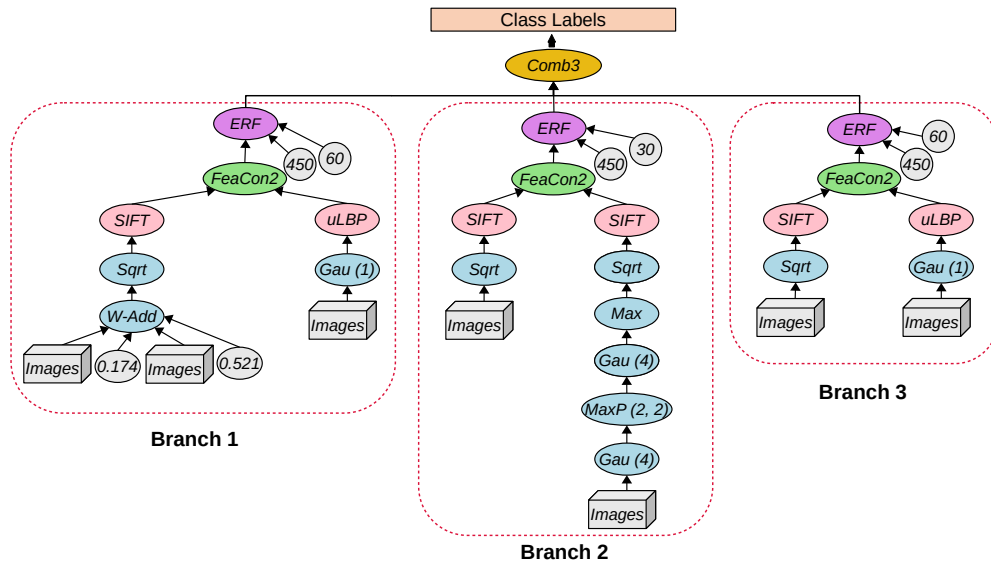 Class Labels
Comb3
ERF
60
450
FeaCon2
SIFT
uLBP
Sqrt
Gau (1)
W-Add
Images
Images
0.174
Images
0.521
Branch 1
ERF
30
450
FeaCon2
SIFT
SIFT
Sqrt
Sqrt
Images
Max
Gau (4)
MaxP (2, 2)
Gau (4)
Images
Branch 2
ERF
60
450
FeaCon2
SIFT
uLBP
Sqrt
Gau (1)
Images
Images
Branch 3